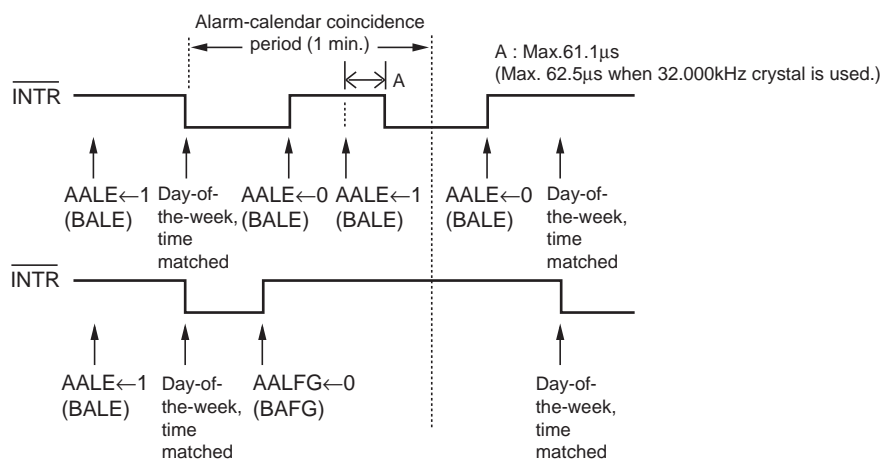 Alarm-calendar coincidence
period (1 min.)
A : Max.61.1μs
(Max. 62.5μs when 32.000kHz crystal is used.)
A
INTR
AALE←1
(BALE)
Day-of-
the-week,
time
matched
AALE←0
(BALE)
AALE←1
(BALE)
AALE←0
(BALE)
Day-of-
the-week,
time
matched
INTR
AALE←1
(BALE)
Day-of-
the-week,
time
matched
AALFG←0
(BAFG)
Day-of-
the-week,
time
matched